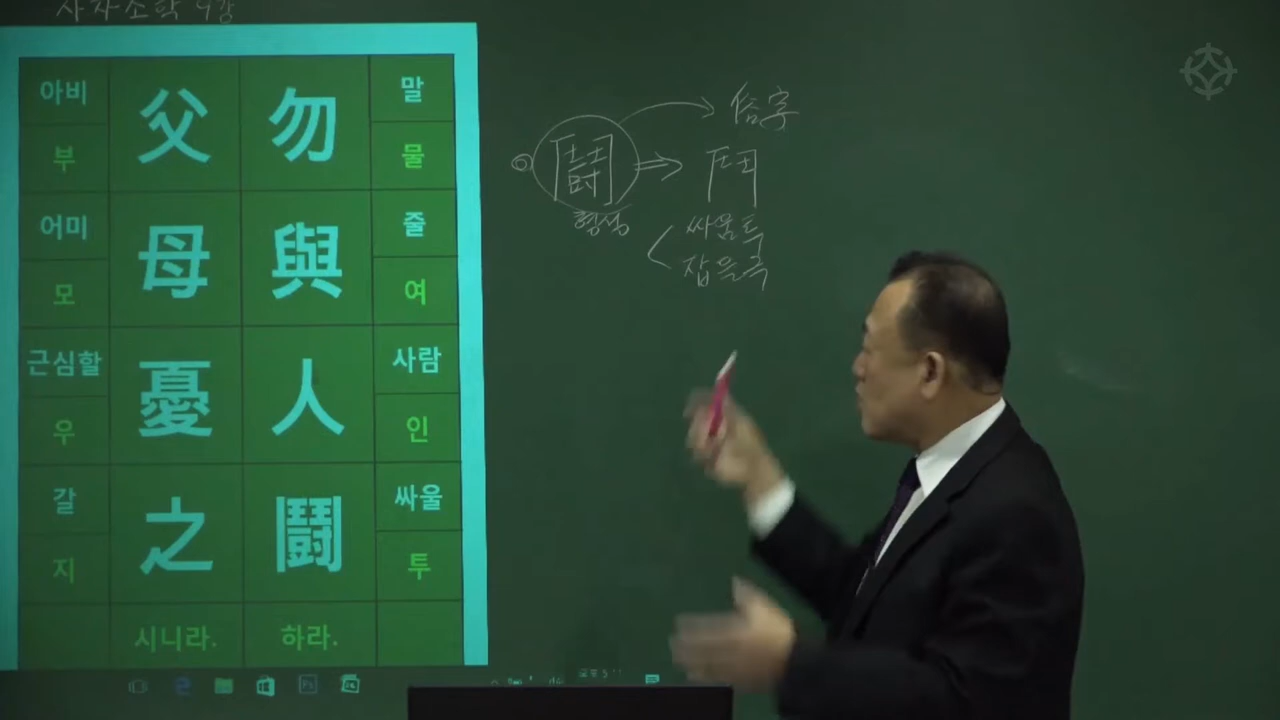 사자소학 4강
아비 父 勿 말
부 물
어미 母 與 줄
모 여
근심할 憂 人 사람
우 인
갈 之 鬪 싸울
지 투
시니라. 하라.
俗字
鬪 鬥
형성 싸울투
잡을극